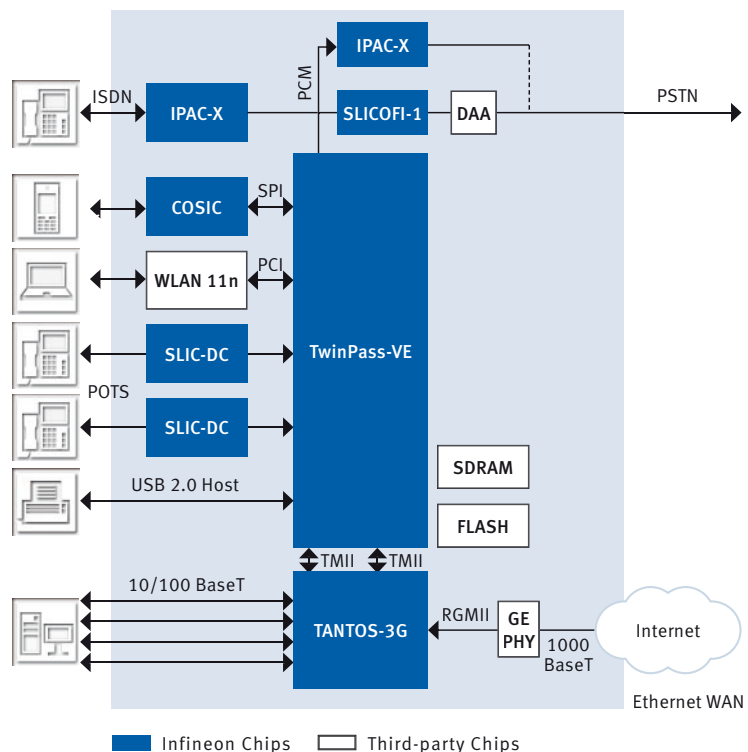 IPAC-X
PCM
ISDN
IPAC-X
SLICOFI-1
DAA
PSTN
COSIC
SPI
WLAN 11n
PCI
SLIC-DC
TwinPass-VE
POTS
SLIC-DC
SDRAM
USB 2.0 Host
FLASH
TMII
TMII
10/100 BaseT
TANTOS-3G
RGMII
GE
PHY
1000
BaseT
Internet
Ethernet WAN
Infineon Chips
Third-party Chips